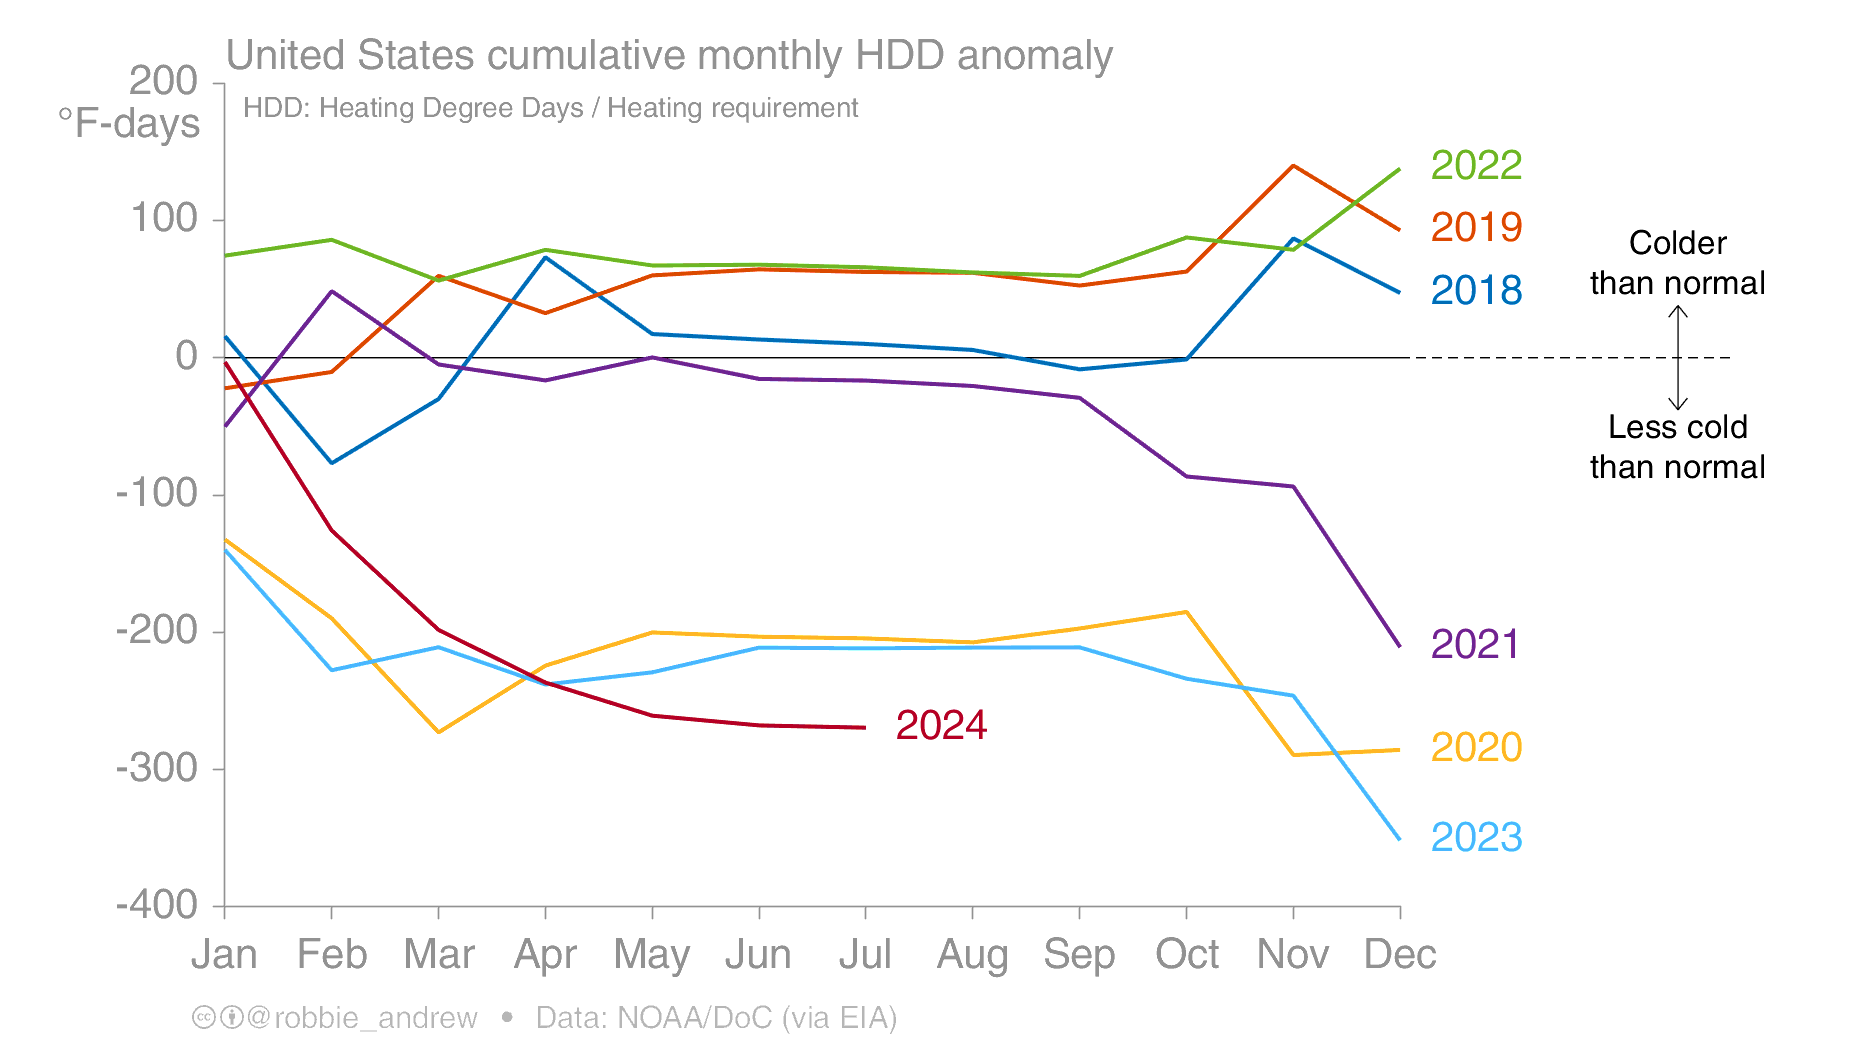 United States cumulative monthly HDD anomaly
200
°F-days
HDD: Heating Degree Days / Heating requirement
100
0
-100
-200
-300
-400
2022
2019
2018
2021
2020
2023
2024
Colder
than normal
Less cold
than normal
Jan Feb Mar Apr May Jun Jul Aug Sep Oct Nov Dec
@robbie_andrew • Data: NOAA/DoC (via EIA)